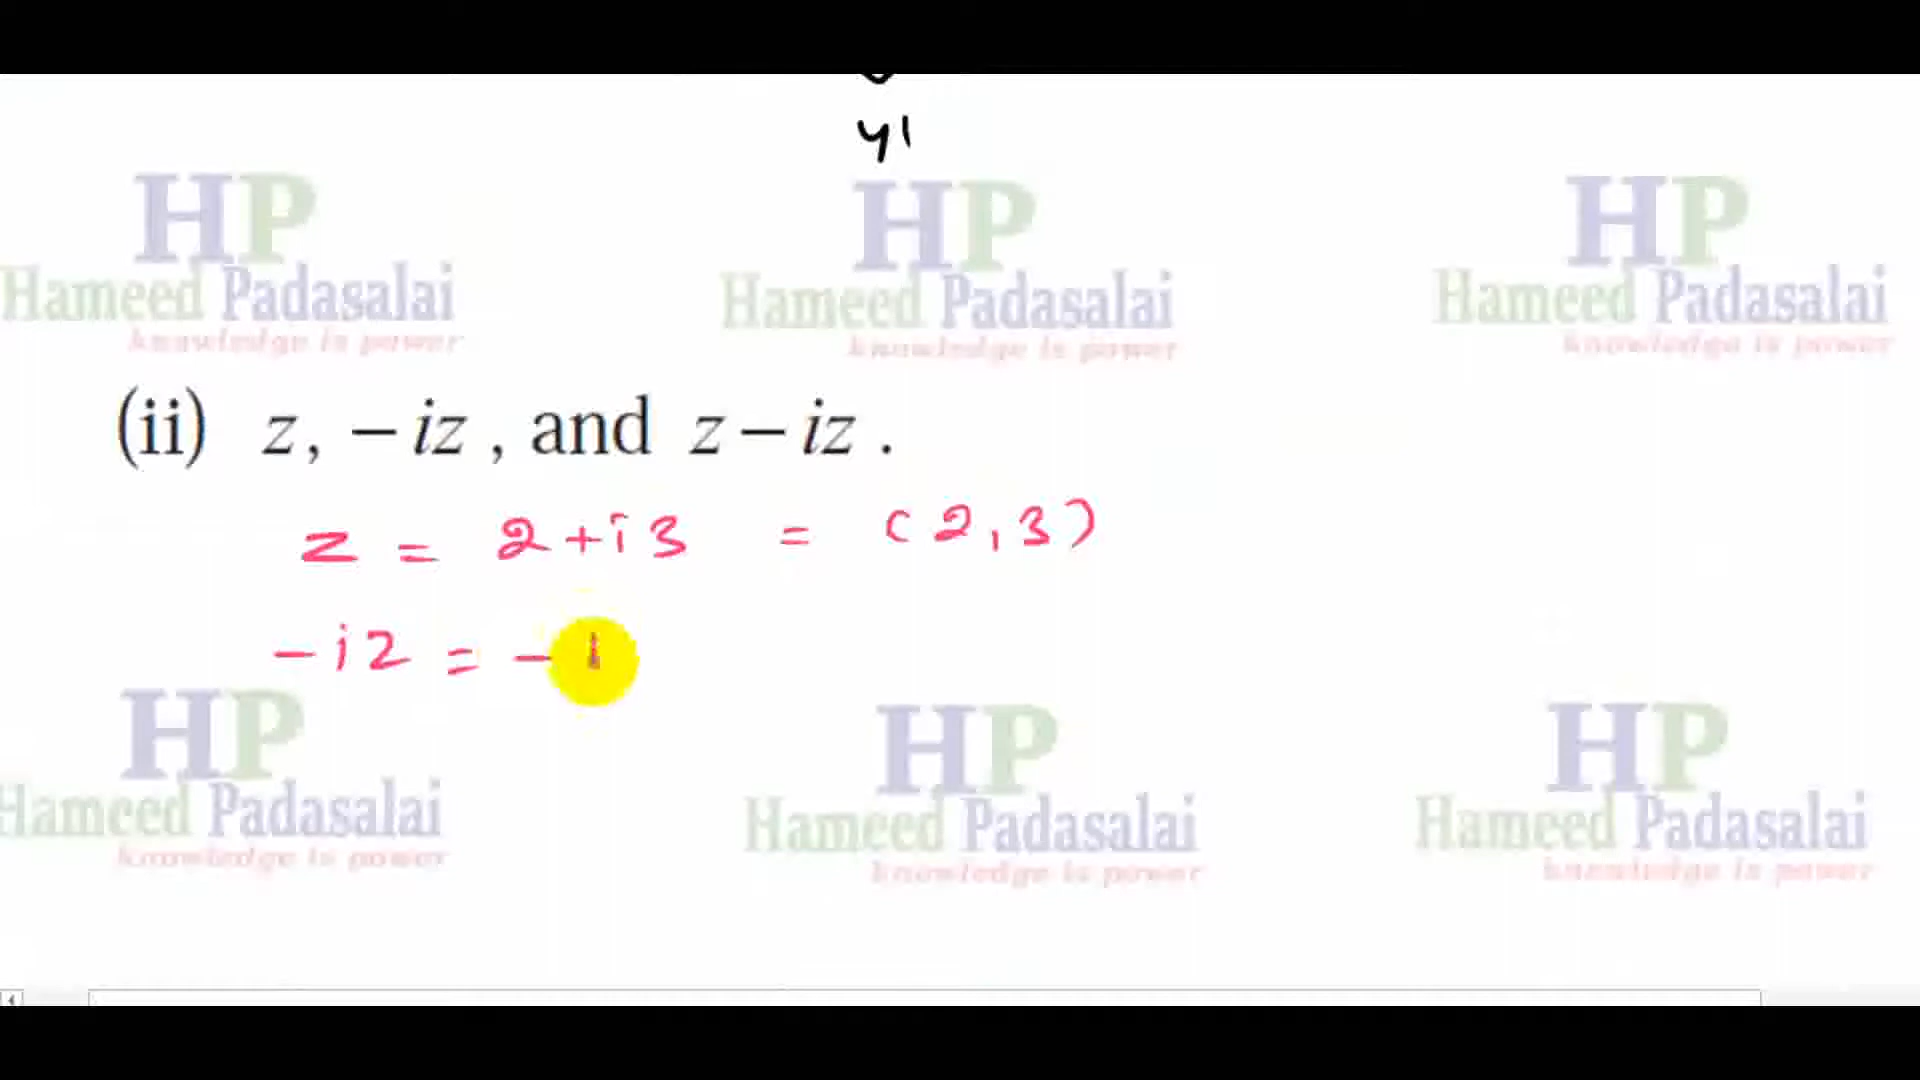 y1
HP HP HP
Hameed Padasalai Hameed Padasalai Hameed Padasalai
knowledge is power knowledge is power knowledge is power
(ii) z, − iz , and z − iz .
z = 2 + i 3 = ( 2 , 3 )
- i z = - i
HP HP HP
Hameed Padasalai Hameed Padasalai Hameed Padasalai
knowledge is power knowledge is power knowledge is power